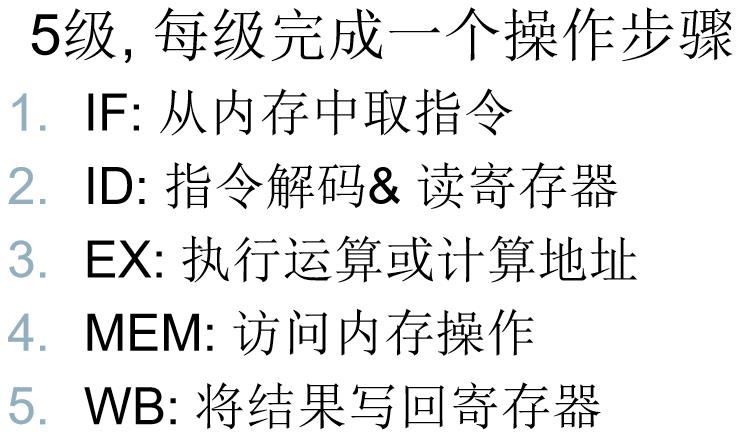 5级, 每级完成一个操作步骤
1. IF: 从内存中取指令
2. ID: 指令解码& 读寄存器
3. EX: 执行运算或计算地址
4. MEM: 访问内存操作
5. WB: 将结果写回寄存器